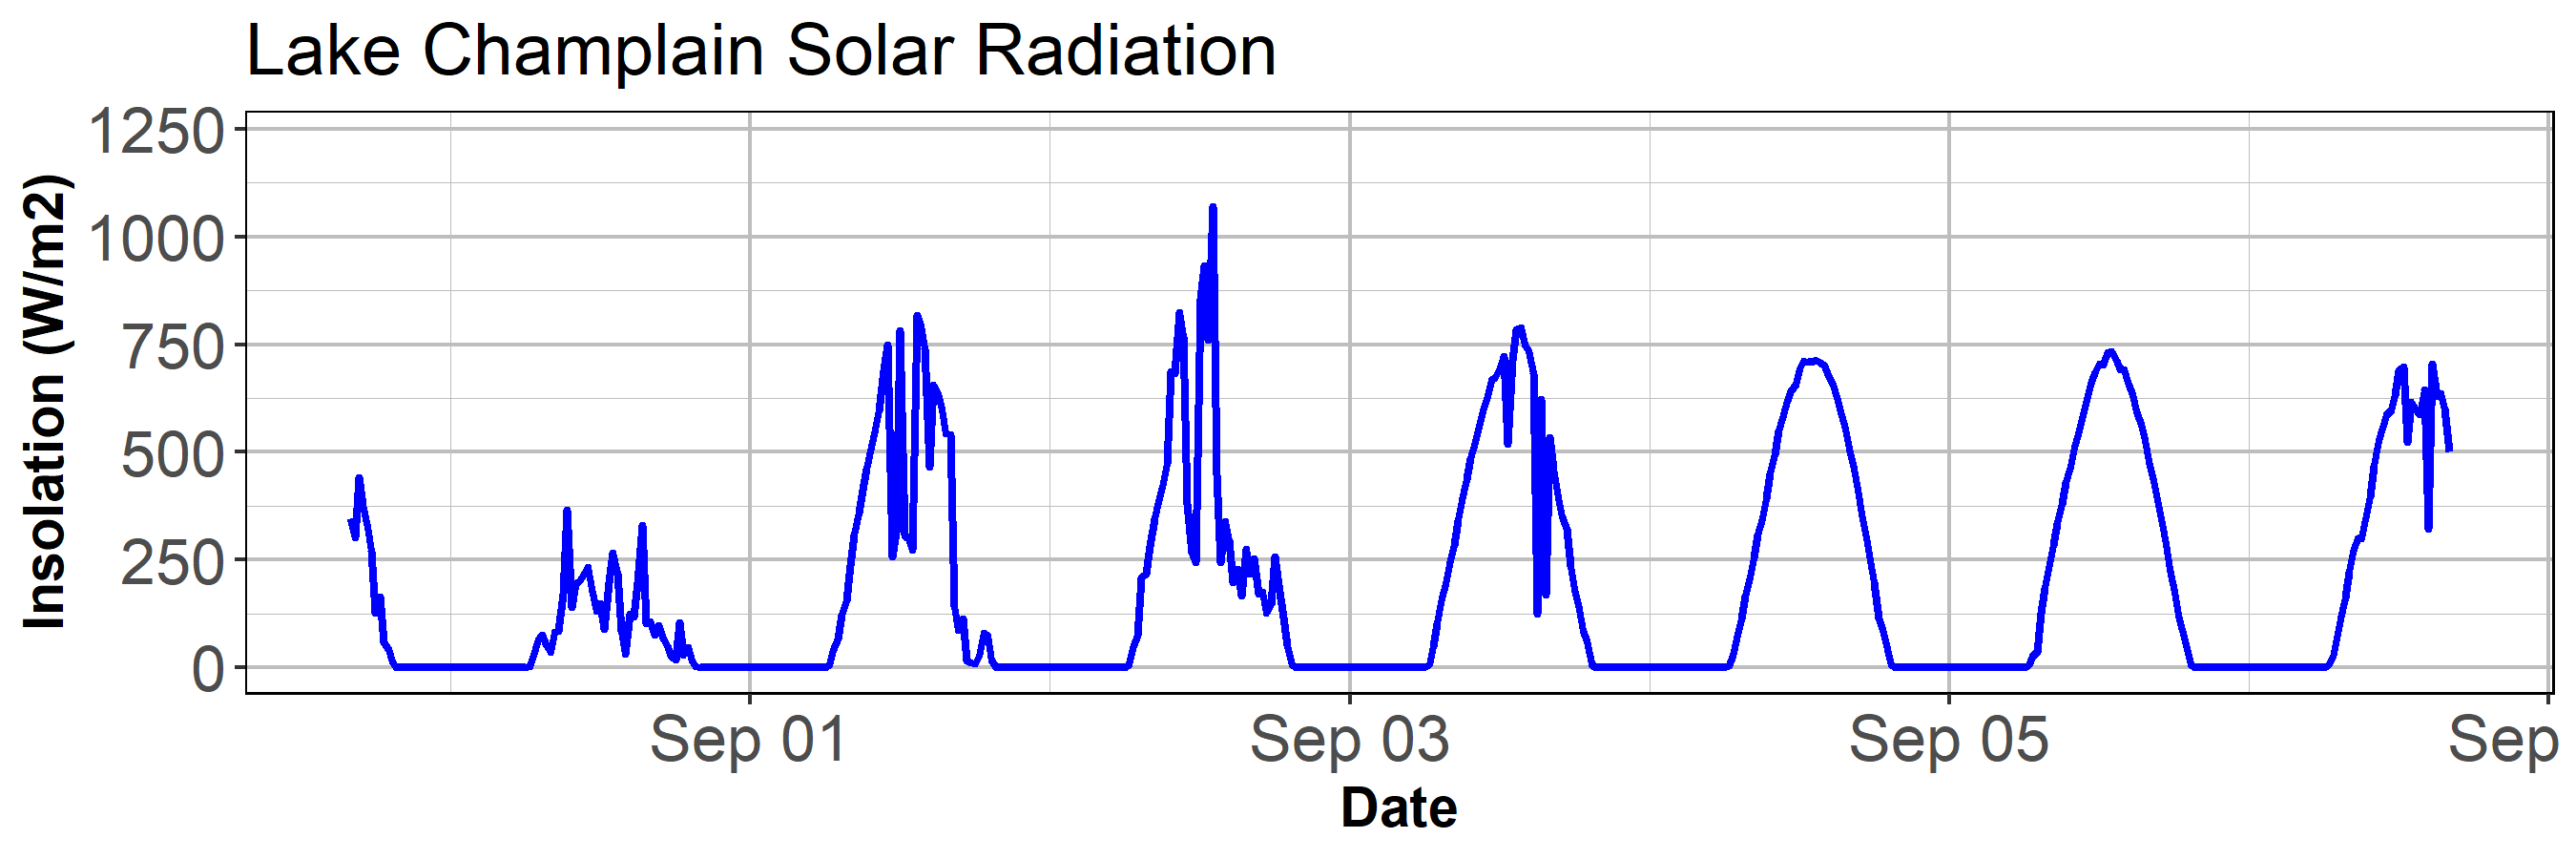 Lake Champlain Solar Radiation
Insolation (W/m2)
1250
1000
750
500
250
0
Sep 01 Sep 03 Sep 05 Sep
Date